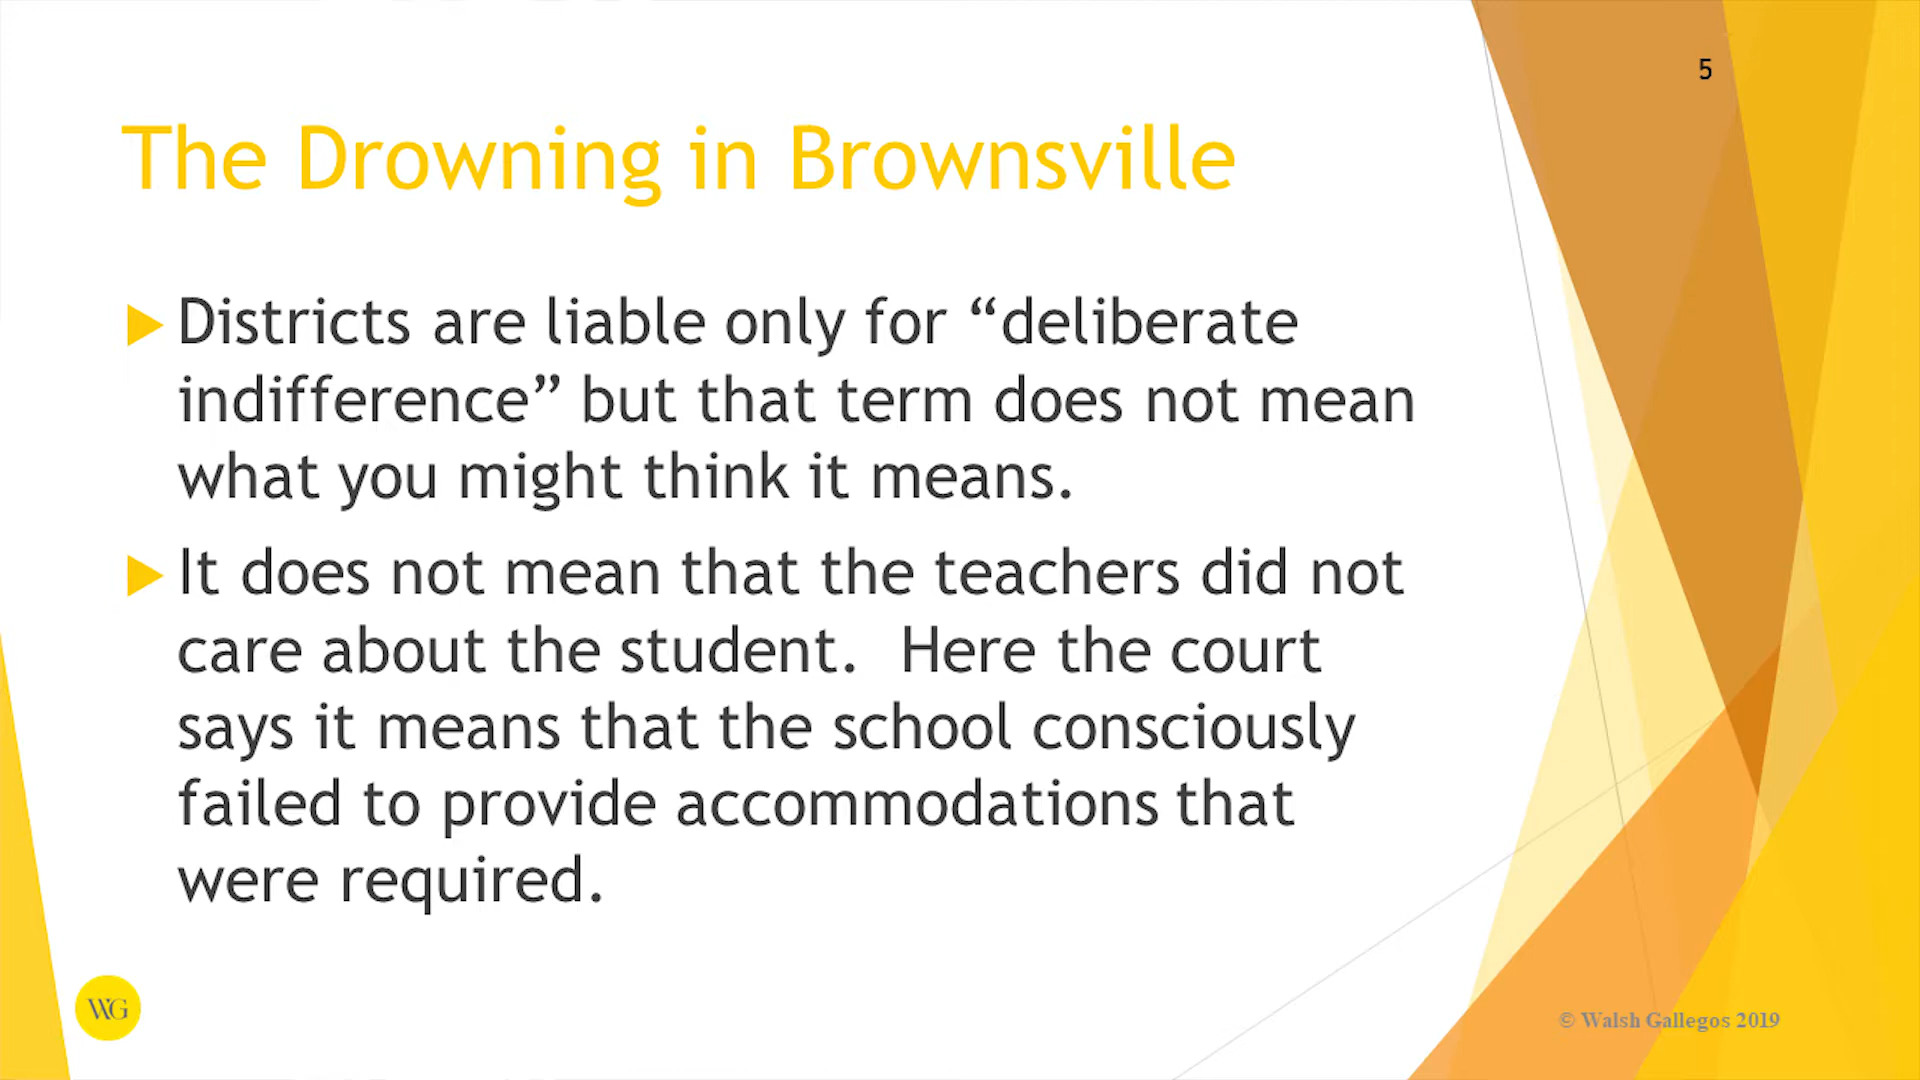 5
The Drowning in Brownsville
Districts are liable only for “deliberate
indifference” but that term does not mean
what you might think it means.
It does not mean that the teachers did not
care about the student.  Here the court
says it means that the school consciously
failed to provide accommodations that
were required.
WG
© Walsh Gallegos 2019